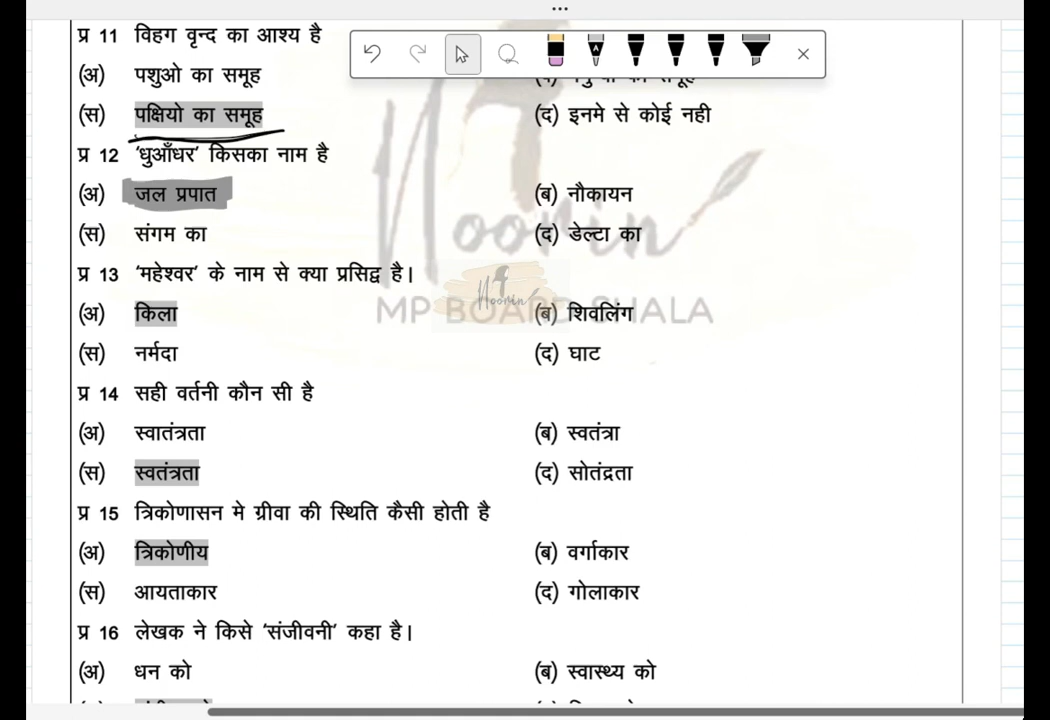 प्र 11 विहग वृन्द का आश्य है
(अ) पशुओ का समूह
(स) पक्षियो का समूह (द) इनमे से कोई नही
प्र 12 'धुआँधर' किसका नाम है
(अ) जल प्रपात (ब) नौकायन
(स) संगम का (द) डेल्टा का
Noorin
प्र 13 'महेश्वर' के नाम से क्या प्रसिद्व है।
Noorin
(अ) किला (ब) शिवलिंग
MP BOARD SHALA
(स) नर्मदा (द) घाट
प्र 14 सही वर्तनी कौन सी है
(अ) स्वातंत्रता (ब) स्वतंत्रा
(स) स्वतंत्रता (द) सोतंद्रता
प्र 15 त्रिकोणासन मे ग्रीवा की स्थिति कैसी होती है
(अ) त्रिकोणीय (ब) वर्गाकार
(स) आयताकार (द) गोलाकार
प्र 16 लेखक ने किसे 'संजीवनी' कहा है।
(अ) धन को (ब) स्वास्थ्य को